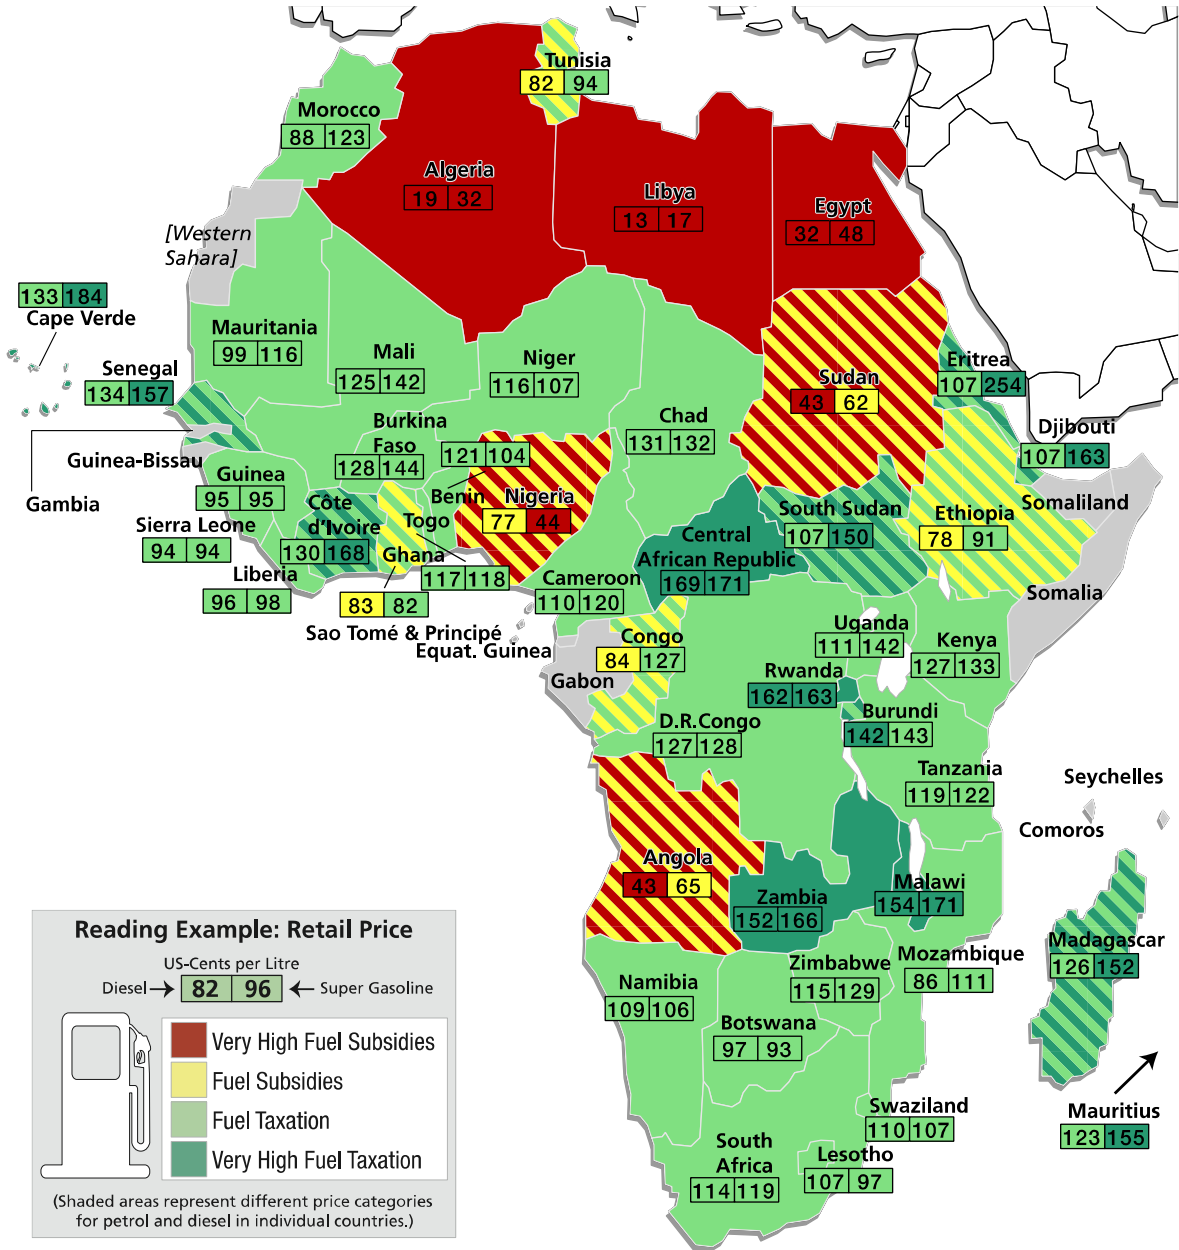 Tunisia
82 94
Morocco
88 123
Algeria
19 32
Libya
13 17
Egypt
32 48
[Western
Sahara]
133 184
Cape Verde
Mauritania
99 116
Mali
125 142
Niger
116 107
Senegal
134 157
Sudan
43 62
Eritrea
107 254
Chad
131 132
Burkina
Faso
128 144
121 104
Benin
Djibouti
107 163
Guinea-Bissau
Gambia
Guinea
95 95
Côte
d'Ivoire
130 168
Togo
117 118
Nigeria
77 44
South Sudan
107 150
Somaliland
Ethiopia
78 91
Sierra Leone
94 94
Ghana
83 82
Central
African Republic
169 171
Liberia
96 98
Cameroon
110 120
Somalia
Sao Tomé & Principé
Equat. Guinea
Congo
84 127
Uganda
111 142
Kenya
127 133
Gabon
Rwanda
162 163
Burundi
142 143
D.R.Congo
127 128
Tanzania
119 122
Seychelles
Comoros
Angola
43 65
Zambia
152 166
Malawi
154 171
Madagascar
126 152
Mozambique
86 111
Zimbabwe
115 129
Namibia
109 106
Botswana
97 93
Mauritius
123 155
Swaziland
110 107
South
Africa
114 119
Lesotho
107 97
Reading Example: Retail Price
US-Cents per Litre
Diesel 82 96 Super Gasoline
Very High Fuel Subsidies
Fuel Subsidies
Fuel Taxation
Very High Fuel Taxation
(Shaded areas represent different price categories
for petrol and diesel in individual countries.)